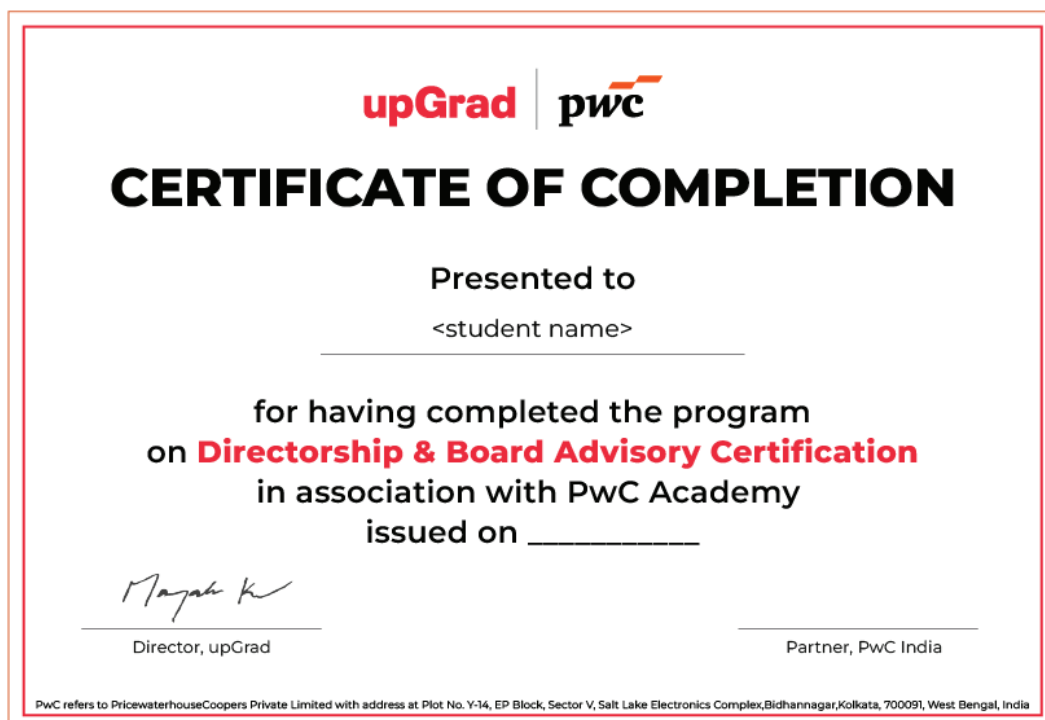 upGrad pwc
CERTIFICATE OF COMPLETION
Presented to
<student name>
for having completed the program
on Directorship & Board Advisory Certification
in association with PwC Academy
issued on ___________
Director, upGrad
Partner, PwC India
PwC refers to PricewaterhouseCoopers Private Limited with address at Plot No. Y-14, EP Block, Sector V, Salt Lake Electronics Complex,Bidhannagar,Kolkata, 700091, West Bengal, India